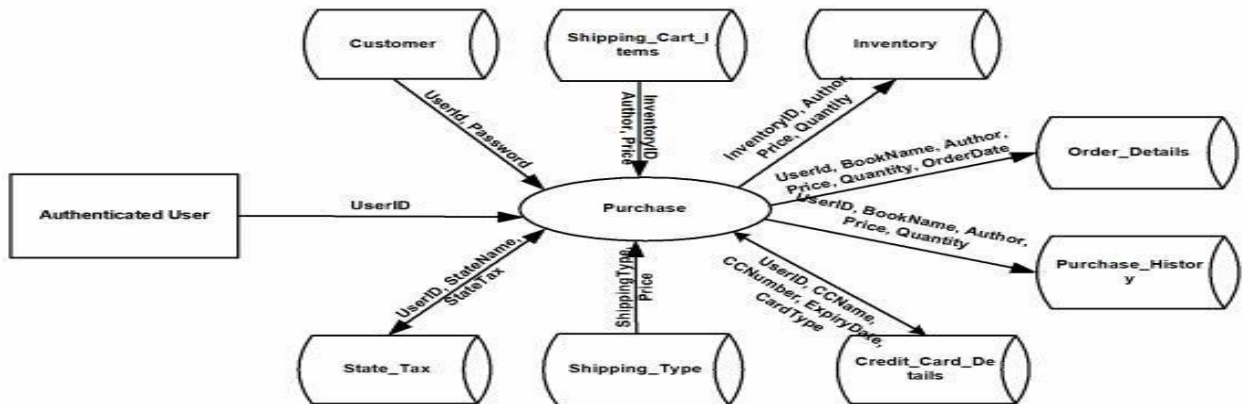 Customer
Shipping_Cart_I
tems
Inventory
UserId, Password
InventoryID
Author, Price
InventoryID, Author,
Price, Quantity
Order_Details
UserId, BookName, Author,
Price, Quantity, OrderDate
Authenticated User
UserID
Purchase
UserID, BookName, Author,
Price, Quantity
Purchase_Histor
y
UserID, StateName,
StateTax
ShippingType,
Price
UserID, CCName,
CCNumber, ExpiryDate,
CardType
State_Tax
Shipping_Type
Credit_Card_De
tails